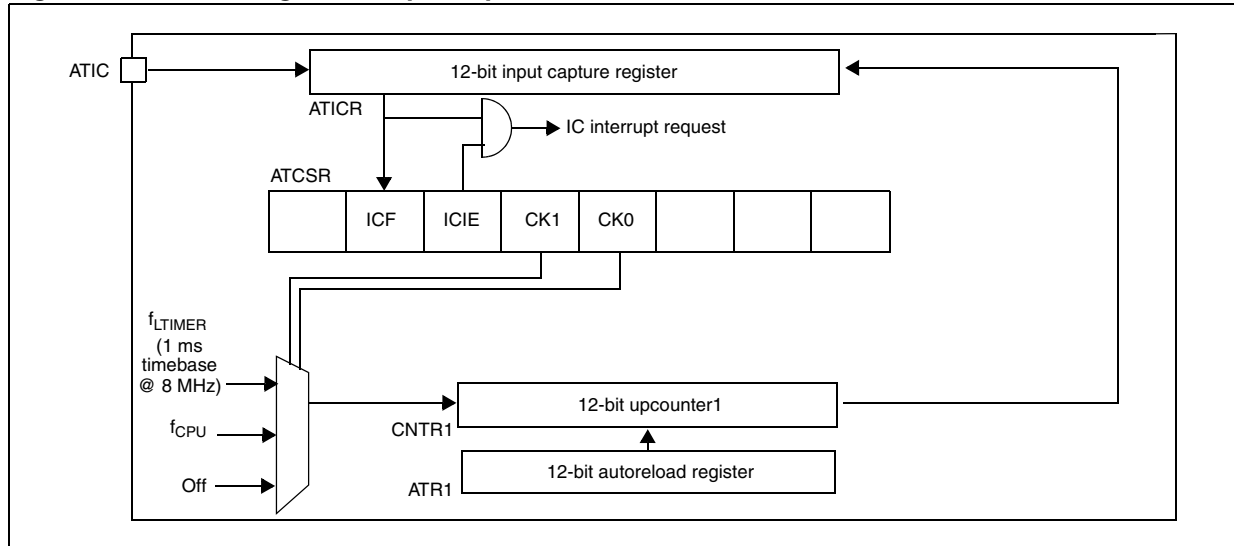 ATIC
12-bit input capture register
ATICR
IC interrupt request
ATCSR
ICF
ICIE
CK1
CK0
fLTIMER
(1 ms
timebase
@ 8 MHz)
12-bit upcounter1
fCPU
CNTR1
12-bit autoreload register
Off
ATR1